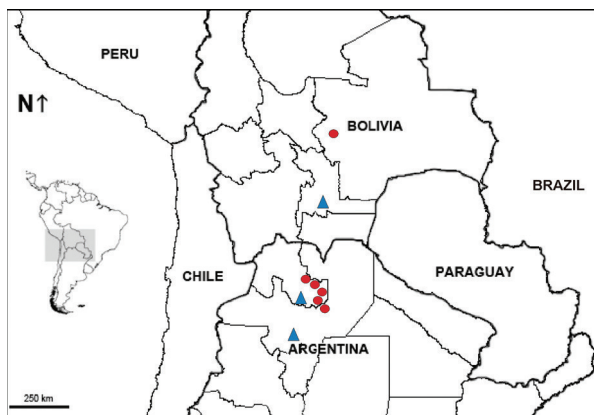 PERU
N↑
BOLIVIA
BRAZIL
CHILE
PARAGUAY
ARGENTINA
250 km